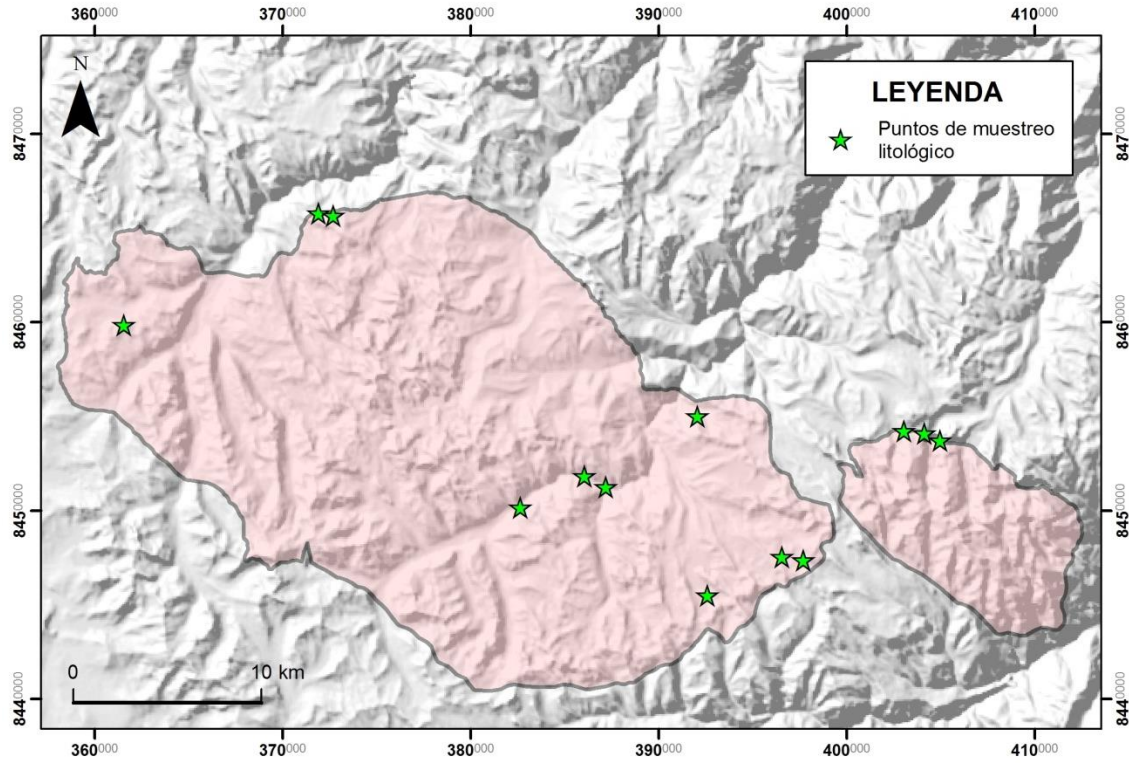 360000 370000 380000 390000 400000 410000
N
LEYENDA
Puntos de muestreo
litológico
8470000 8470000
8460000 8460000
8450000 8450000
8440000 8440000
0 10 km
360000 370000 380000 390000 400000 410000